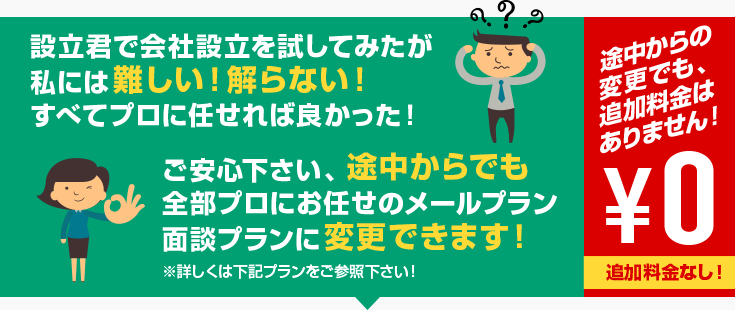 設立君で会社設立を試してみたが
私には難しい！解らない！
すべてプロに任せれば良かった！
? ? ?
ご安心下さい、途中からでも
全部プロにお任せのメールプラン
面談プランに変更できます！
※詳しくは下記プランをご参照下さい！
途中からの
変更でも、
追加料金は
ありません！
¥0
追加料金なし！